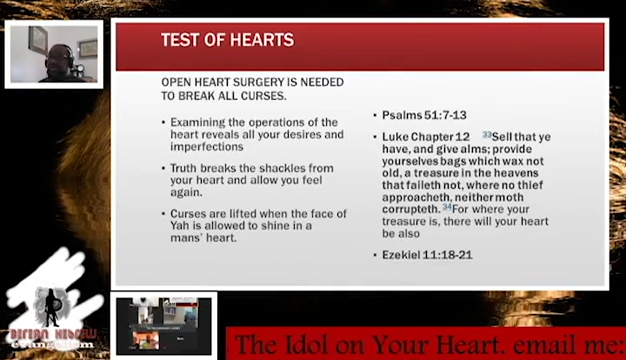 TEST OF HEARTS
OPEN HEART SURGERY IS NEEDED
TO BREAK ALL CURSES.
• Examining the operations of the
heart reveals all your desires and
imperfections
• Truth breaks the shackles from
your heart and allow you feel
again.
• Curses are lifted when the face of
Yah is allowed to shine in a
mans' heart.
• Psalms 51:7-13
• Luke Chapter 12 33Sell that ye
have, and give alms; provide
yourselves bags which wax not
old, a treasure in the heavens
that faileth not, where no thief
approacheth, neither moth
corrupteth. 34For where your
treasure is, there will your heart
be also
• Ezekiel 11:18-21
BEREAN HEBREW
evangelism
The Idol on Your Heart. email me: